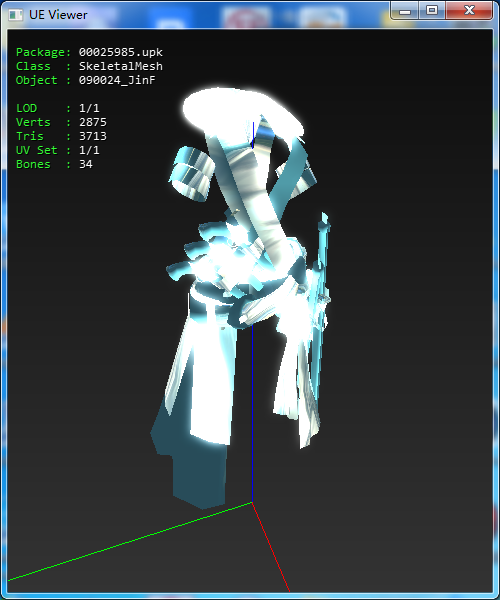 UE Viewer
Package: 00025985.upk
Class : SkeletalMesh
Object : 090024_JinF
LOD : 1/1
Verts : 2875
Tris : 3713
UV Set : 1/1
Bones : 34